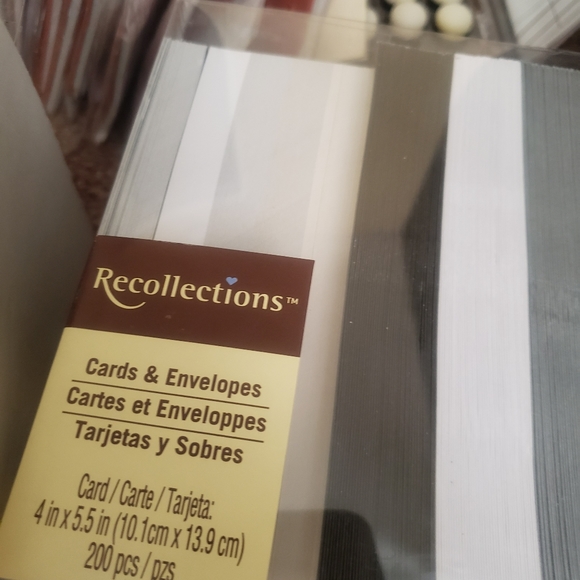 Recollections™
Cards & Envelopes
Cartes et Enveloppes
Tarjetas y Sobres
Card / Carte / Tarjeta:
4 in x 5.5 in (10.1cm x 13.9 cm)
200 pcs / pzs